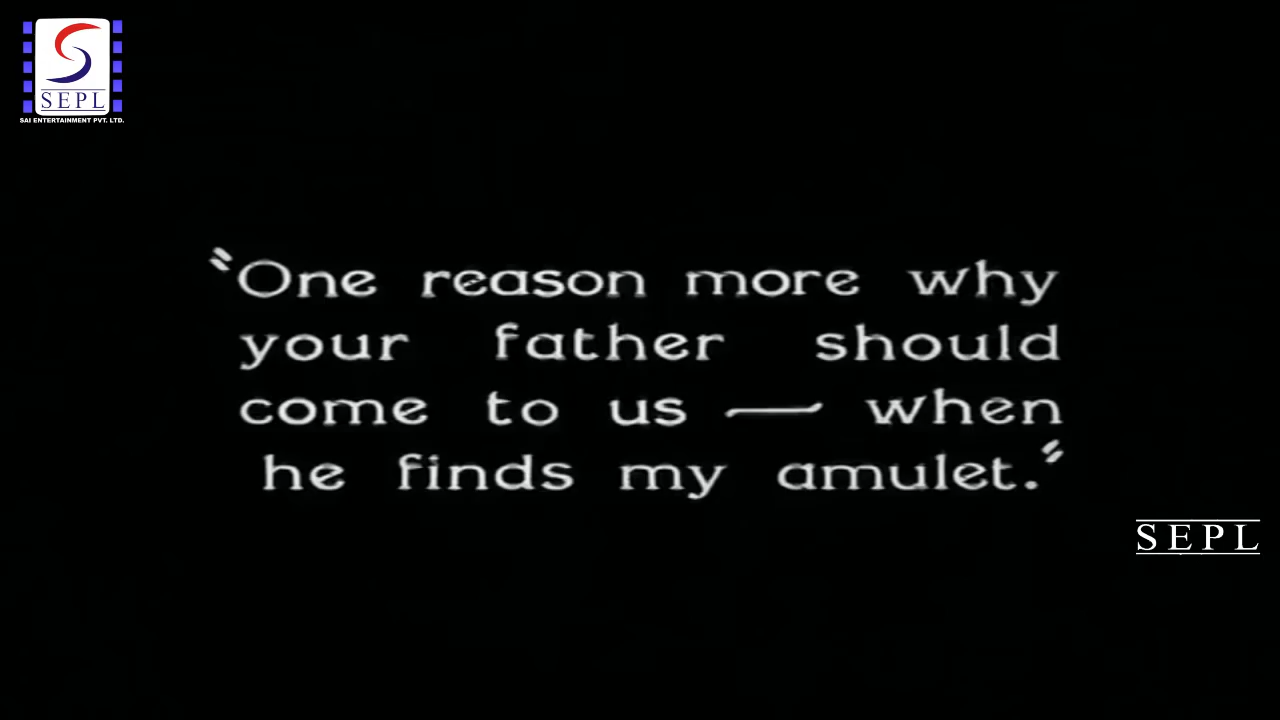 SEPL
SAI ENTERTAINMENT PVT. LTD.
"One reason more why
your father should
come to us — when
he finds my amulet."
SEPL